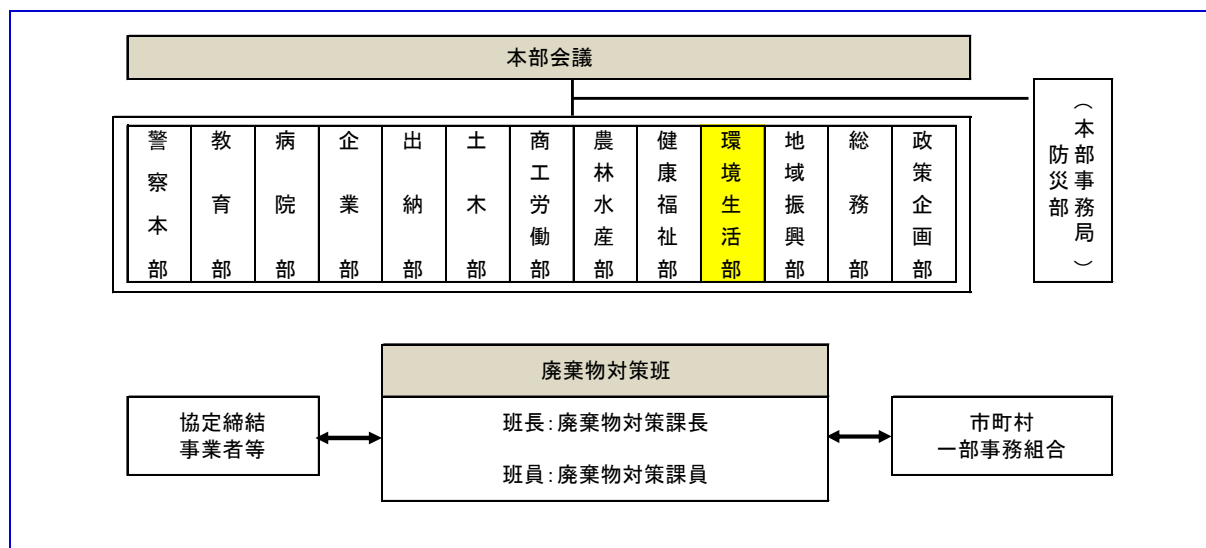 本部会議
警察本部
教育部
病院部
企業部
出納部
土木部
商工労働部
農林水産部
健康福祉部
環境生活部
地域振興部
総務部
政策企画部
（本部事務局）
防災部
廃棄物対策班
協定締結
事業者等
班長：廃棄物対策課長
班員：廃棄物対策課員
市町村
一部事務組合